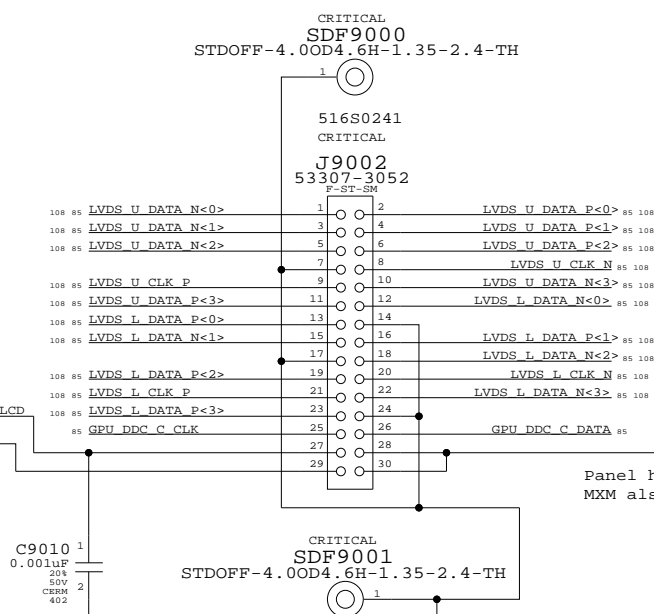 CRITICAL
SDF9000
STDOFF-4.0OD4.6H-1.35-2.4-TH
1
516S0241
CRITICAL
J9002
53307-3052
F-ST-SM
108 85 LVDS_U_DATA_N<0> 1 2 LVDS_U_DATA_P<0> 85 108
108 85 LVDS_U_DATA_N<1> 3 4 LVDS_U_DATA_P<1> 85 108
108 85 LVDS_U_DATA_N<2> 5 6 LVDS_U_DATA_P<2> 85 108
7 8 LVDS_U_CLK_N 85 108
108 85 LVDS_U_CLK_P 9 10 LVDS_U_DATA_N<3> 85 108
108 85 LVDS_U_DATA_P<3> 11 12 LVDS_L_DATA_N<0> 85 108
108 85 LVDS_L_DATA_P<0> 13 14
108 85 LVDS_L_DATA_N<1> 15 16 LVDS_L_DATA_P<1> 85 108
17 18 LVDS_L_DATA_N<2> 85 108
108 85 LVDS_L_DATA_P<2> 19 20 LVDS_L_CLK_N 85 108
108 85 LVDS_L_CLK_P 21 22 LVDS_L_DATA_N<3> 85 108
LCD 108 85 LVDS_L_DATA_P<3> 23 24
85 GPU_DDC_C_CLK 25 26 GPU_DDC_C_DATA 85
27 28
29 30
Panel h
MXM als
C9010 1
0.001uF
20%
50V 2
CERM
402
CRITICAL
SDF9001
STDOFF-4.0OD4.6H-1.35-2.4-TH
1